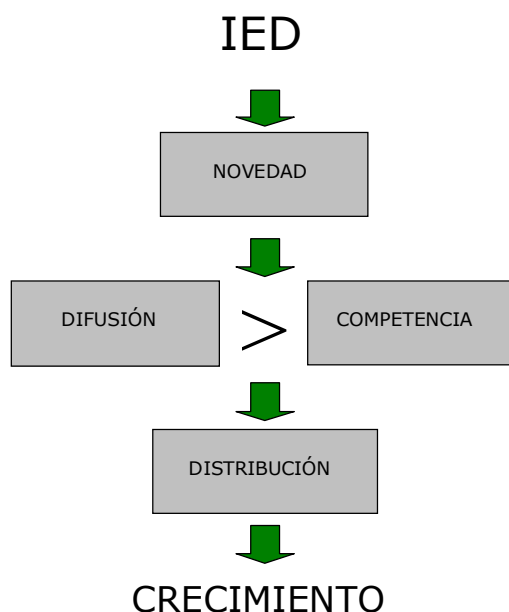 IED
NOVEDAD
DIFUSIÓN > COMPETENCIA
DISTRIBUCIÓN
CRECIMIENTO